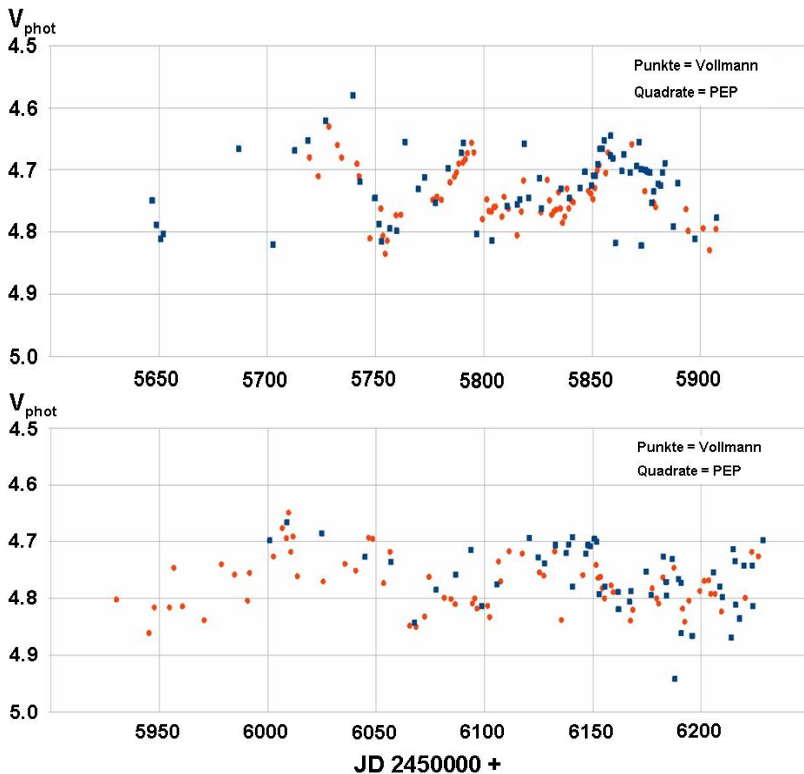 V_phot
4.5
Punkte = Vollmann
4.6
Quadrate = PEP
4.7
4.8
4.9
5.0
5650 5700 5750 5800 5850 5900
V_phot
4.5
Punkte = Vollmann
4.6
Quadrate = PEP
4.7
4.8
4.9
5.0
5950 6000 6050 6100 6150 6200
JD 2450000 +